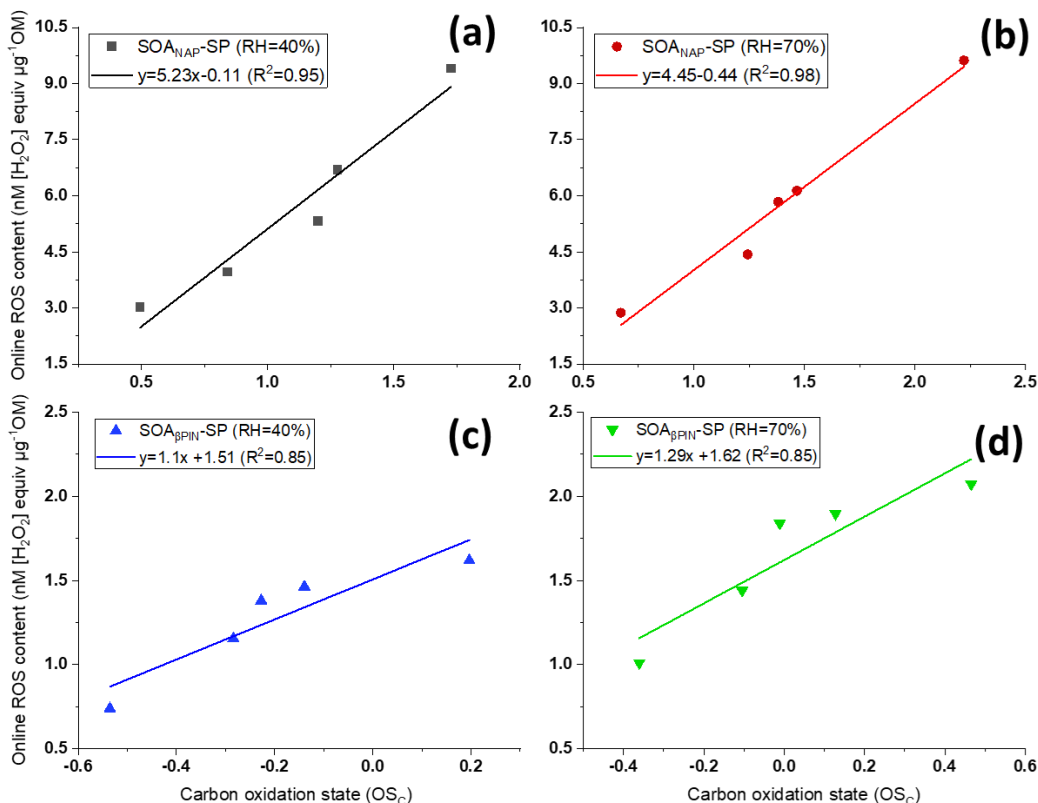 Online ROS content (nM [H₂O₂] equiv µg⁻¹OM)
10.5
9.0
7.5
6.0
4.5
3.0
1.5
SOA_NAP-SP (RH=40%)
y=5.23x-0.11 (R²=0.95)
(a)
0.5
1.0
1.5
2.0
10.5
9.0
7.5
6.0
4.5
3.0
1.5
SOA_NAP-SP (RH=70%)
y=4.45-0.44 (R²=0.98)
(b)
0.5
1.0
1.5
2.0
2.5
Online ROS content (nM [H₂O₂] equiv µg⁻¹OM)
2.5
2.0
1.5
1.0
0.5
SOA_βPIN-SP (RH=40%)
y=1.1x +1.51 (R²=0.85)
(c)
-0.6
-0.4
-0.2
0.0
0.2
Carbon oxidation state (OS_C)
2.5
2.0
1.5
1.0
0.5
SOA_βPIN-SP (RH=70%)
y=1.29x +1.62 (R²=0.85)
(d)
-0.4
-0.2
0.0
0.2
0.4
0.6
Carbon oxidation state (OS_C)